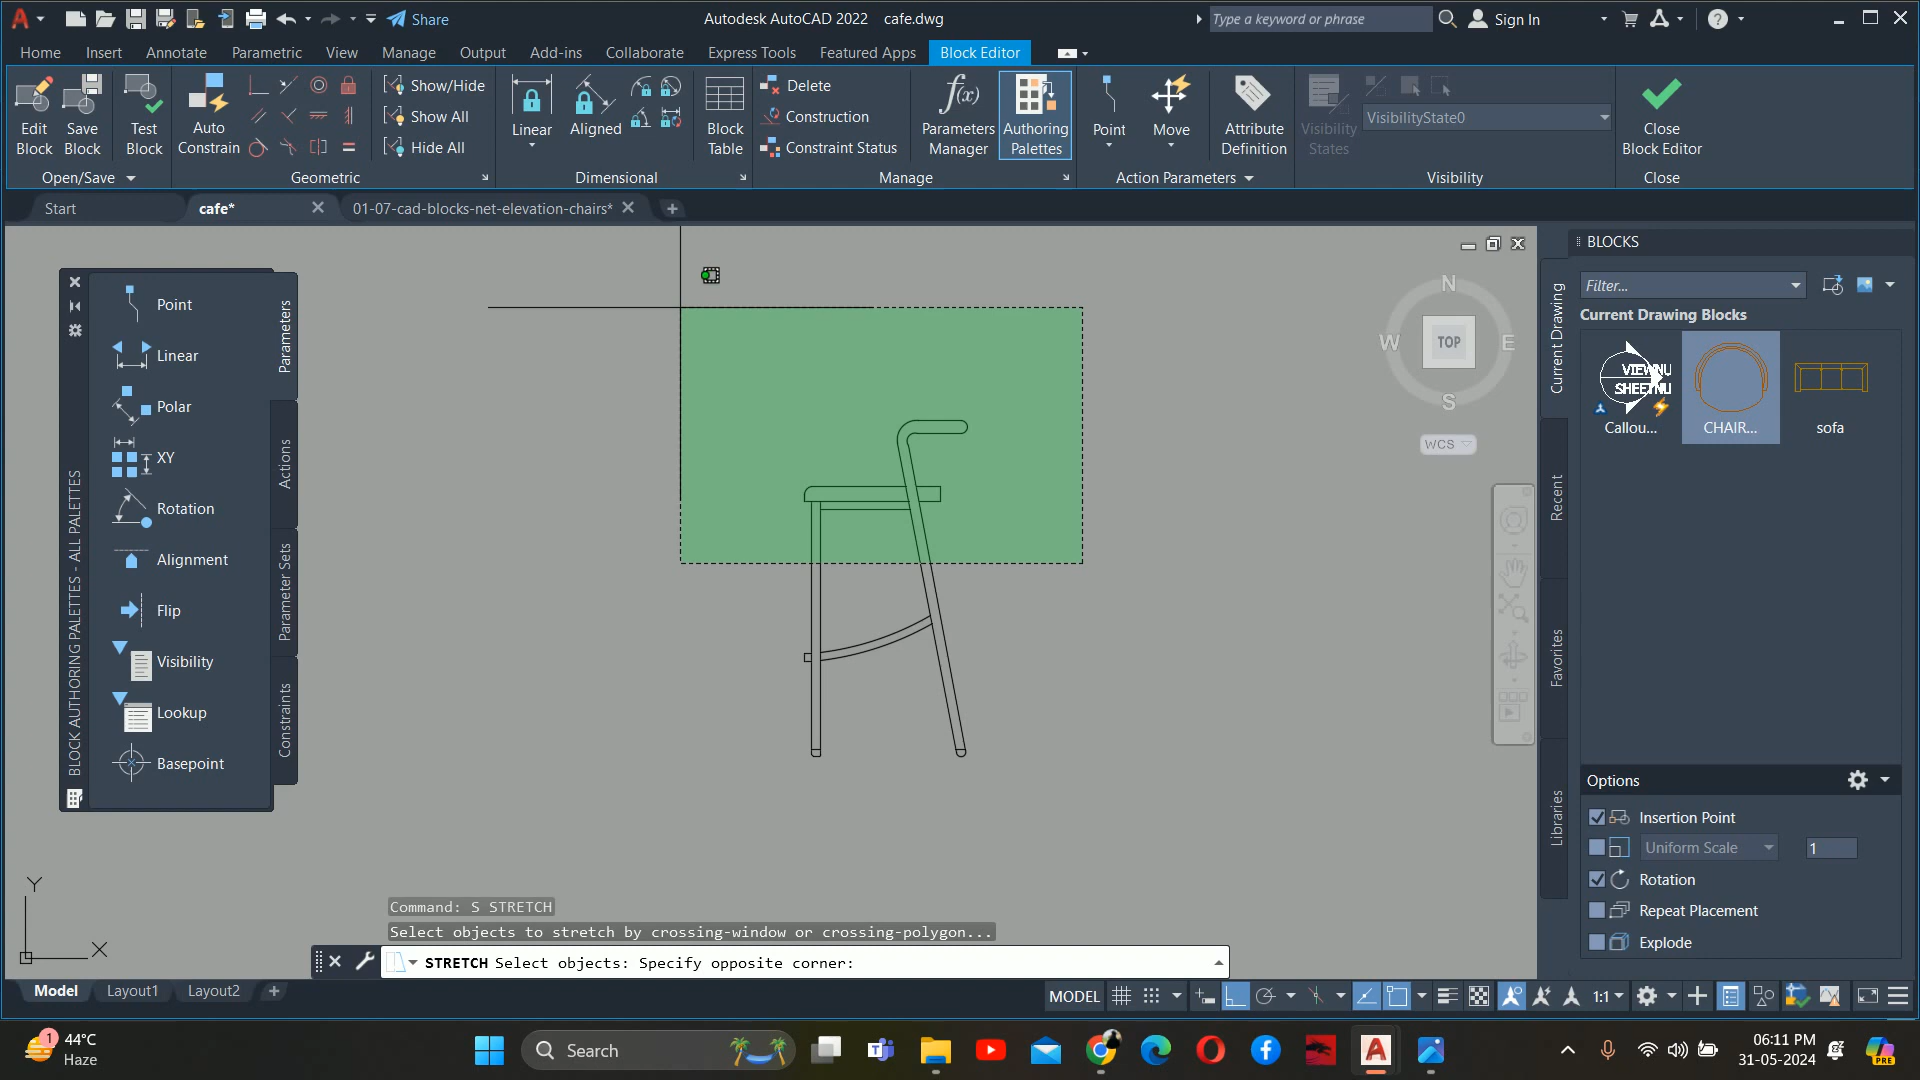 Share
Autodesk AutoCAD 2022 cafe.dwg
Type a keyword or phrase
Sign In
Home Insert Annotate Parametric View Manage Output Add-ins Collaborate Express Tools Featured Apps Block Editor
Edit Block
Save Block
Test Block
Open/Save
Auto Constrain
Geometric
Show/Hide
Show All
Hide All
Linear
Aligned
Dimensional
Block Table
Delete
Construction
Constraint Status
Parameters Manager
Authoring Palettes
Manage
Point
Move
Action Parameters
Attribute Definition
Visibility States
VisibilityState0
Visibility
Close Block Editor
Close
Start
cafe*
01-07-cad-blocks-net-elevation-chairs*
BLOCK AUTHORING PALETTES - ALL PALETTES
Point
Linear
Polar
XY
Rotation
Alignment
Flip
Visibility
Lookup
Basepoint
Parameters
Actions
Parameter Sets
Constraints
N
W TOP E
S
WCS
Y
X
BLOCKS
Filter...
Current Drawing Blocks
VIEWNU
SHEETNU
Callou...
CHAIR...
sofa
Current Drawing
Recent
Favorites
Libraries
Options
Insertion Point
Uniform Scale 1
Rotation
Repeat Placement
Explode
Command: S STRETCH
Select objects to stretch by crossing-window or crossing-polygon...
STRETCH Select objects: Specify opposite corner:
Model Layout1 Layout2
MODEL
1:1
1
44°C
Haze
Search
06:11 PM
31-05-2024
PRE